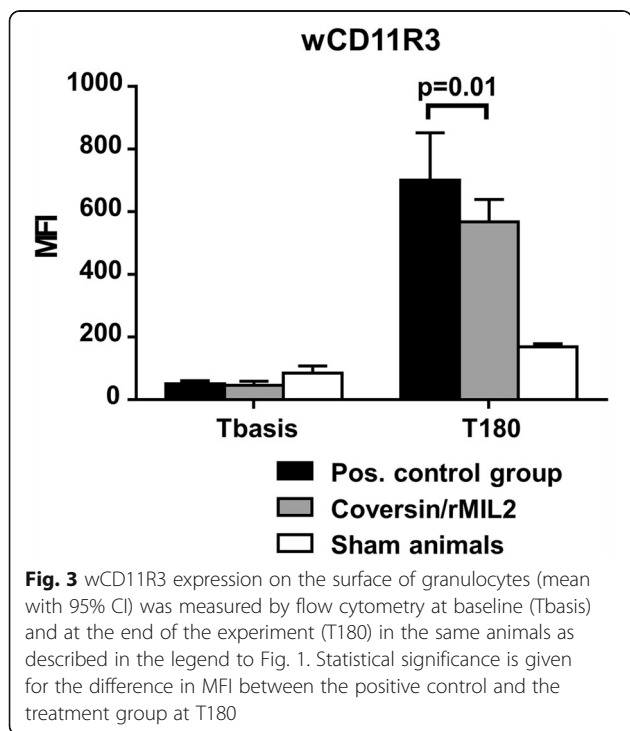 wCD11R3
1000
800
600
400
200
0
MFI
p=0.01
Tbasis T180
Pos. control group
Coversin/rMIL2
Sham animals
Fig. 3 wCD11R3 expression on the surface of granulocytes (mean
with 95% CI) was measured by flow cytometry at baseline (Tbasis)
and at the end of the experiment (T180) in the same animals as
described in the legend to Fig. 1. Statistical significance is given
for the difference in MFI between the positive control and the
treatment group at T180